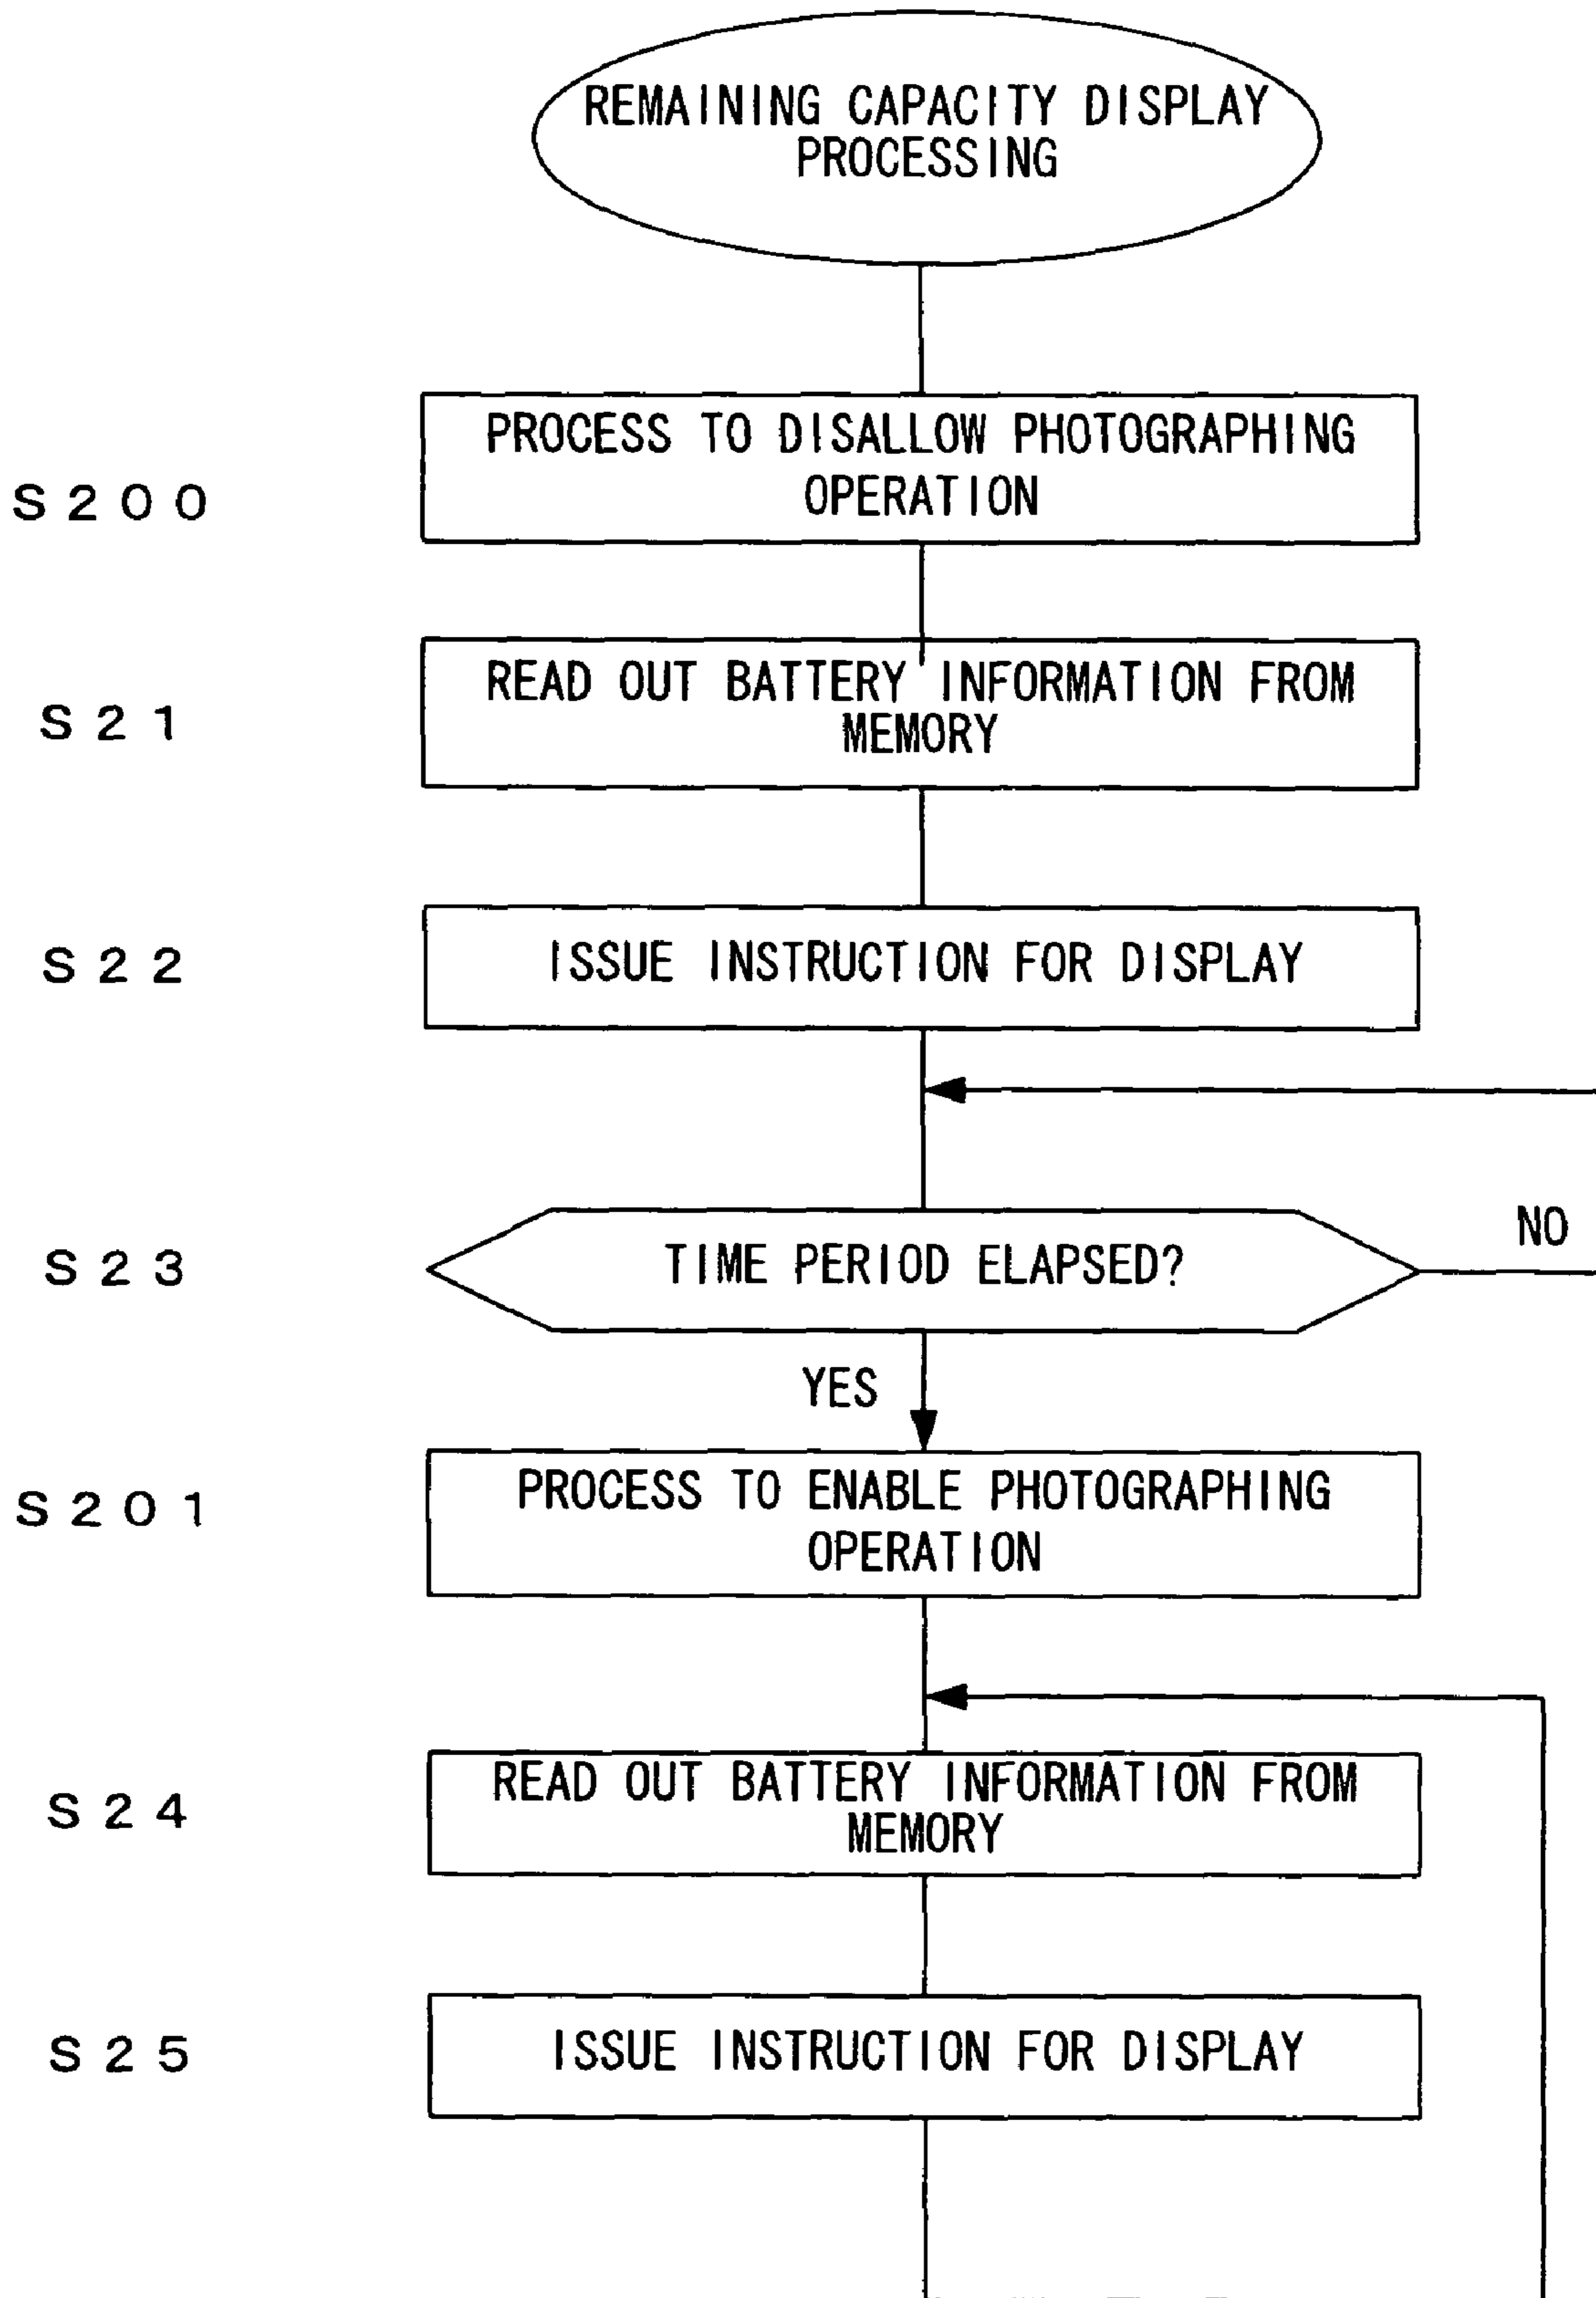 REMAINING CAPACITY DISPLAY
PROCESSING
S200
PROCESS TO DISALLOW PHOTOGRAPHING
OPERATION
S21
READ OUT BATTERY INFORMATION FROM
MEMORY
S22
ISSUE INSTRUCTION FOR DISPLAY
S23
TIME PERIOD ELAPSED?
NO
YES
S201
PROCESS TO ENABLE PHOTOGRAPHING
OPERATION
S24
READ OUT BATTERY INFORMATION FROM
MEMORY
S25
ISSUE INSTRUCTION FOR DISPLAY